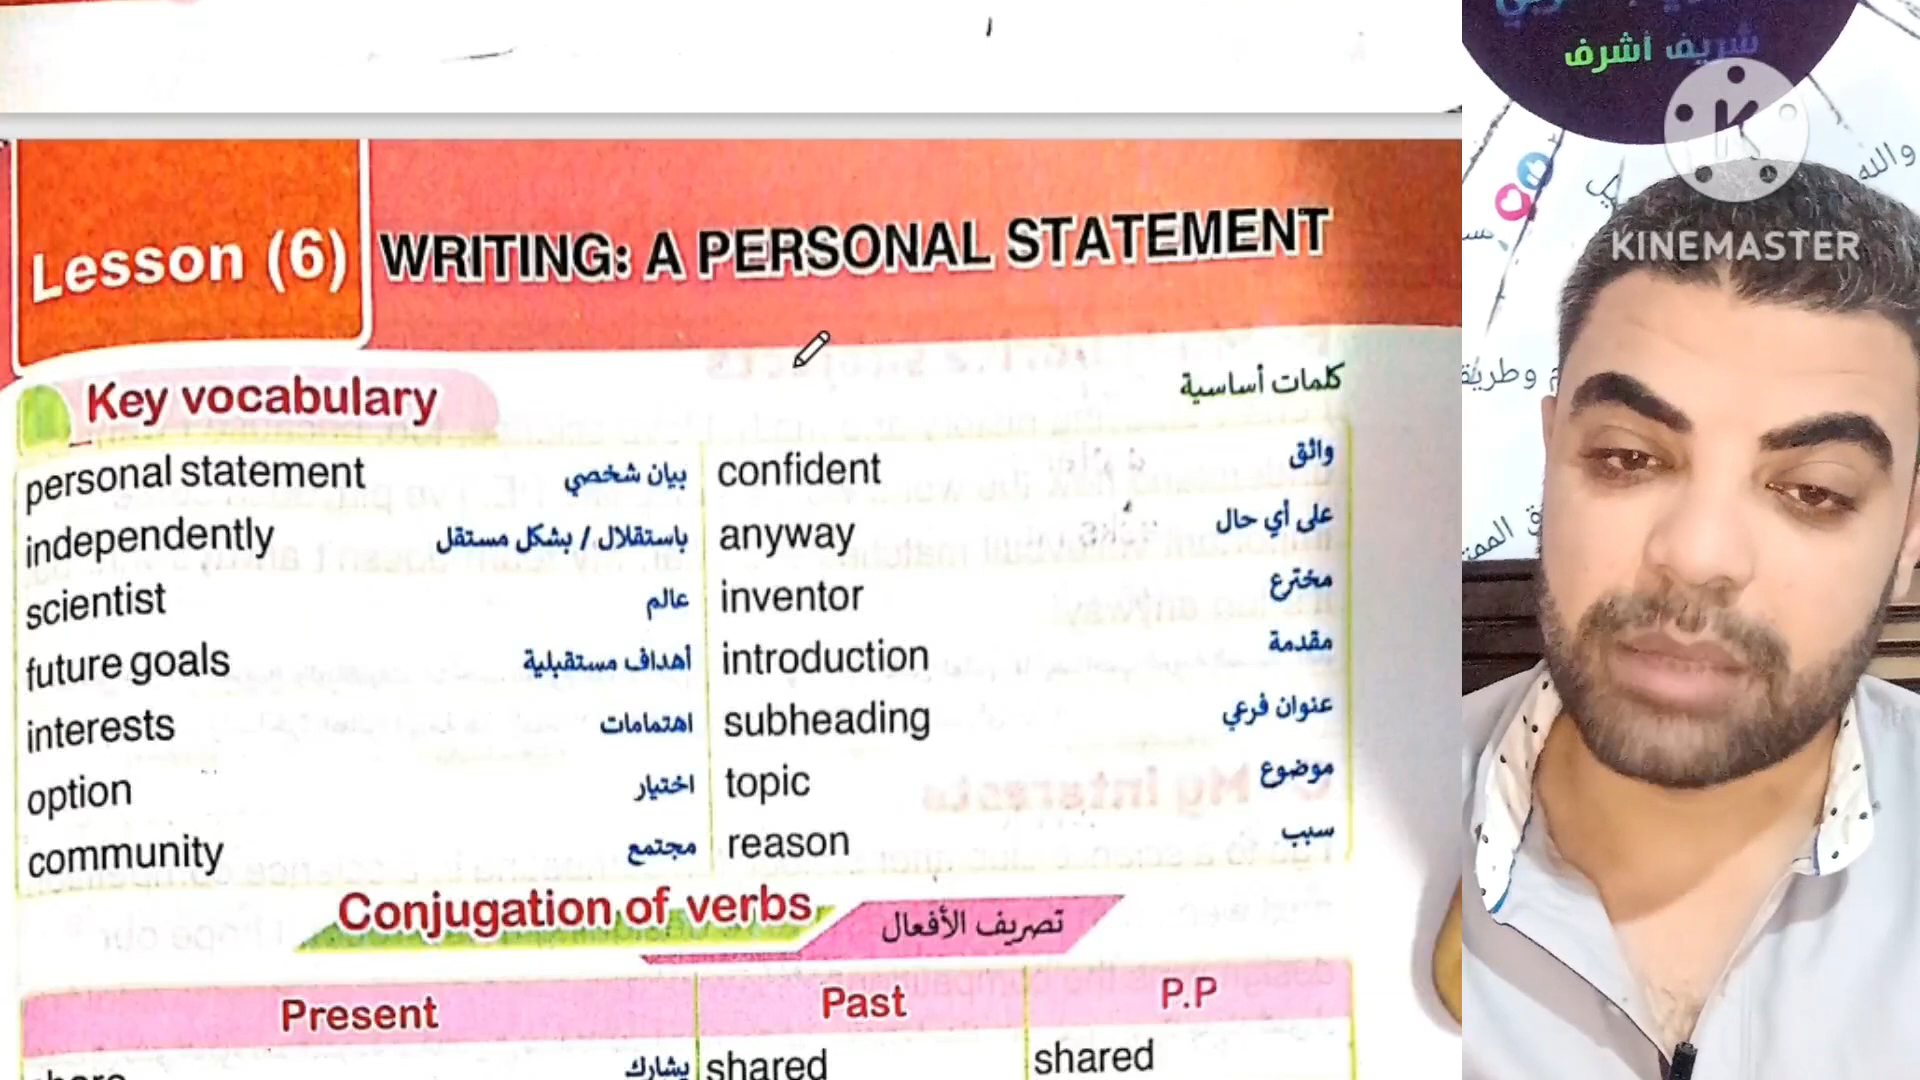 شريف أشرف
والله
KINEMASTER
وطريقة
Lesson (6) WRITING: A PERSONAL STATEMENT
Key vocabulary كلمات أساسية
personal statement بيان شخصي confident واثق
independently باستقلال / بشكل مستقل anyway على أي حال
scientist عالم inventor مخترع
future goals أهداف مستقبلية introduction مقدمة
interests اهتمامات subheading عنوان فرعي
option اختيار topic موضوع
community مجتمع reason سبب
Conjugation of verbs تصريف الأفعال
Present Past P.P
share يشارك shared shared